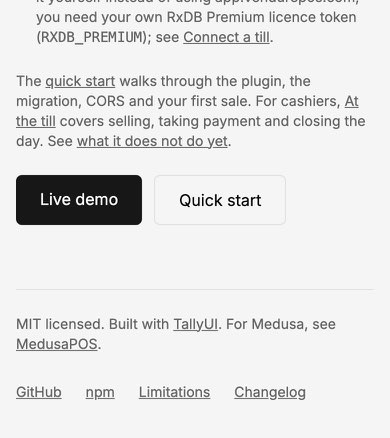 you need your own RxDB Premium licence token
(RXDB_PREMIUM); see Connect a till.
The quick start walks through the plugin, the
migration, CORS and your first sale. For cashiers, At
the till covers selling, taking payment and closing the
day. See what it does not do yet.
Live demo
Quick start
MIT licensed. Built with TallyUI. For Medusa, see
MedusaPOS.
GitHub npm Limitations Changelog